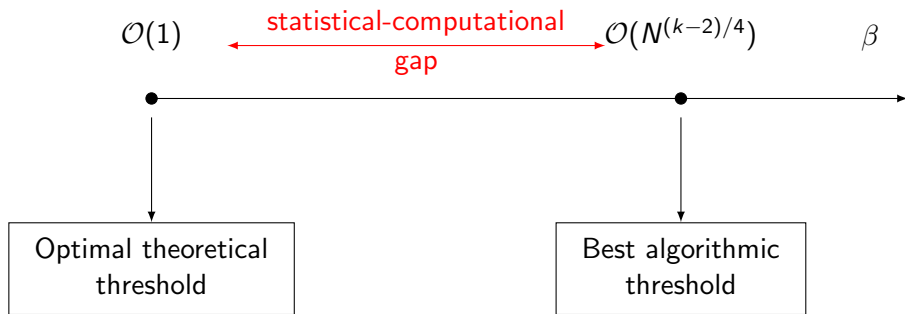 statistical-computational
𝒪(1) 𝒪(N^{(k−2)/4}) β
gap
Optimal theoretical
threshold
Best algorithmic
threshold